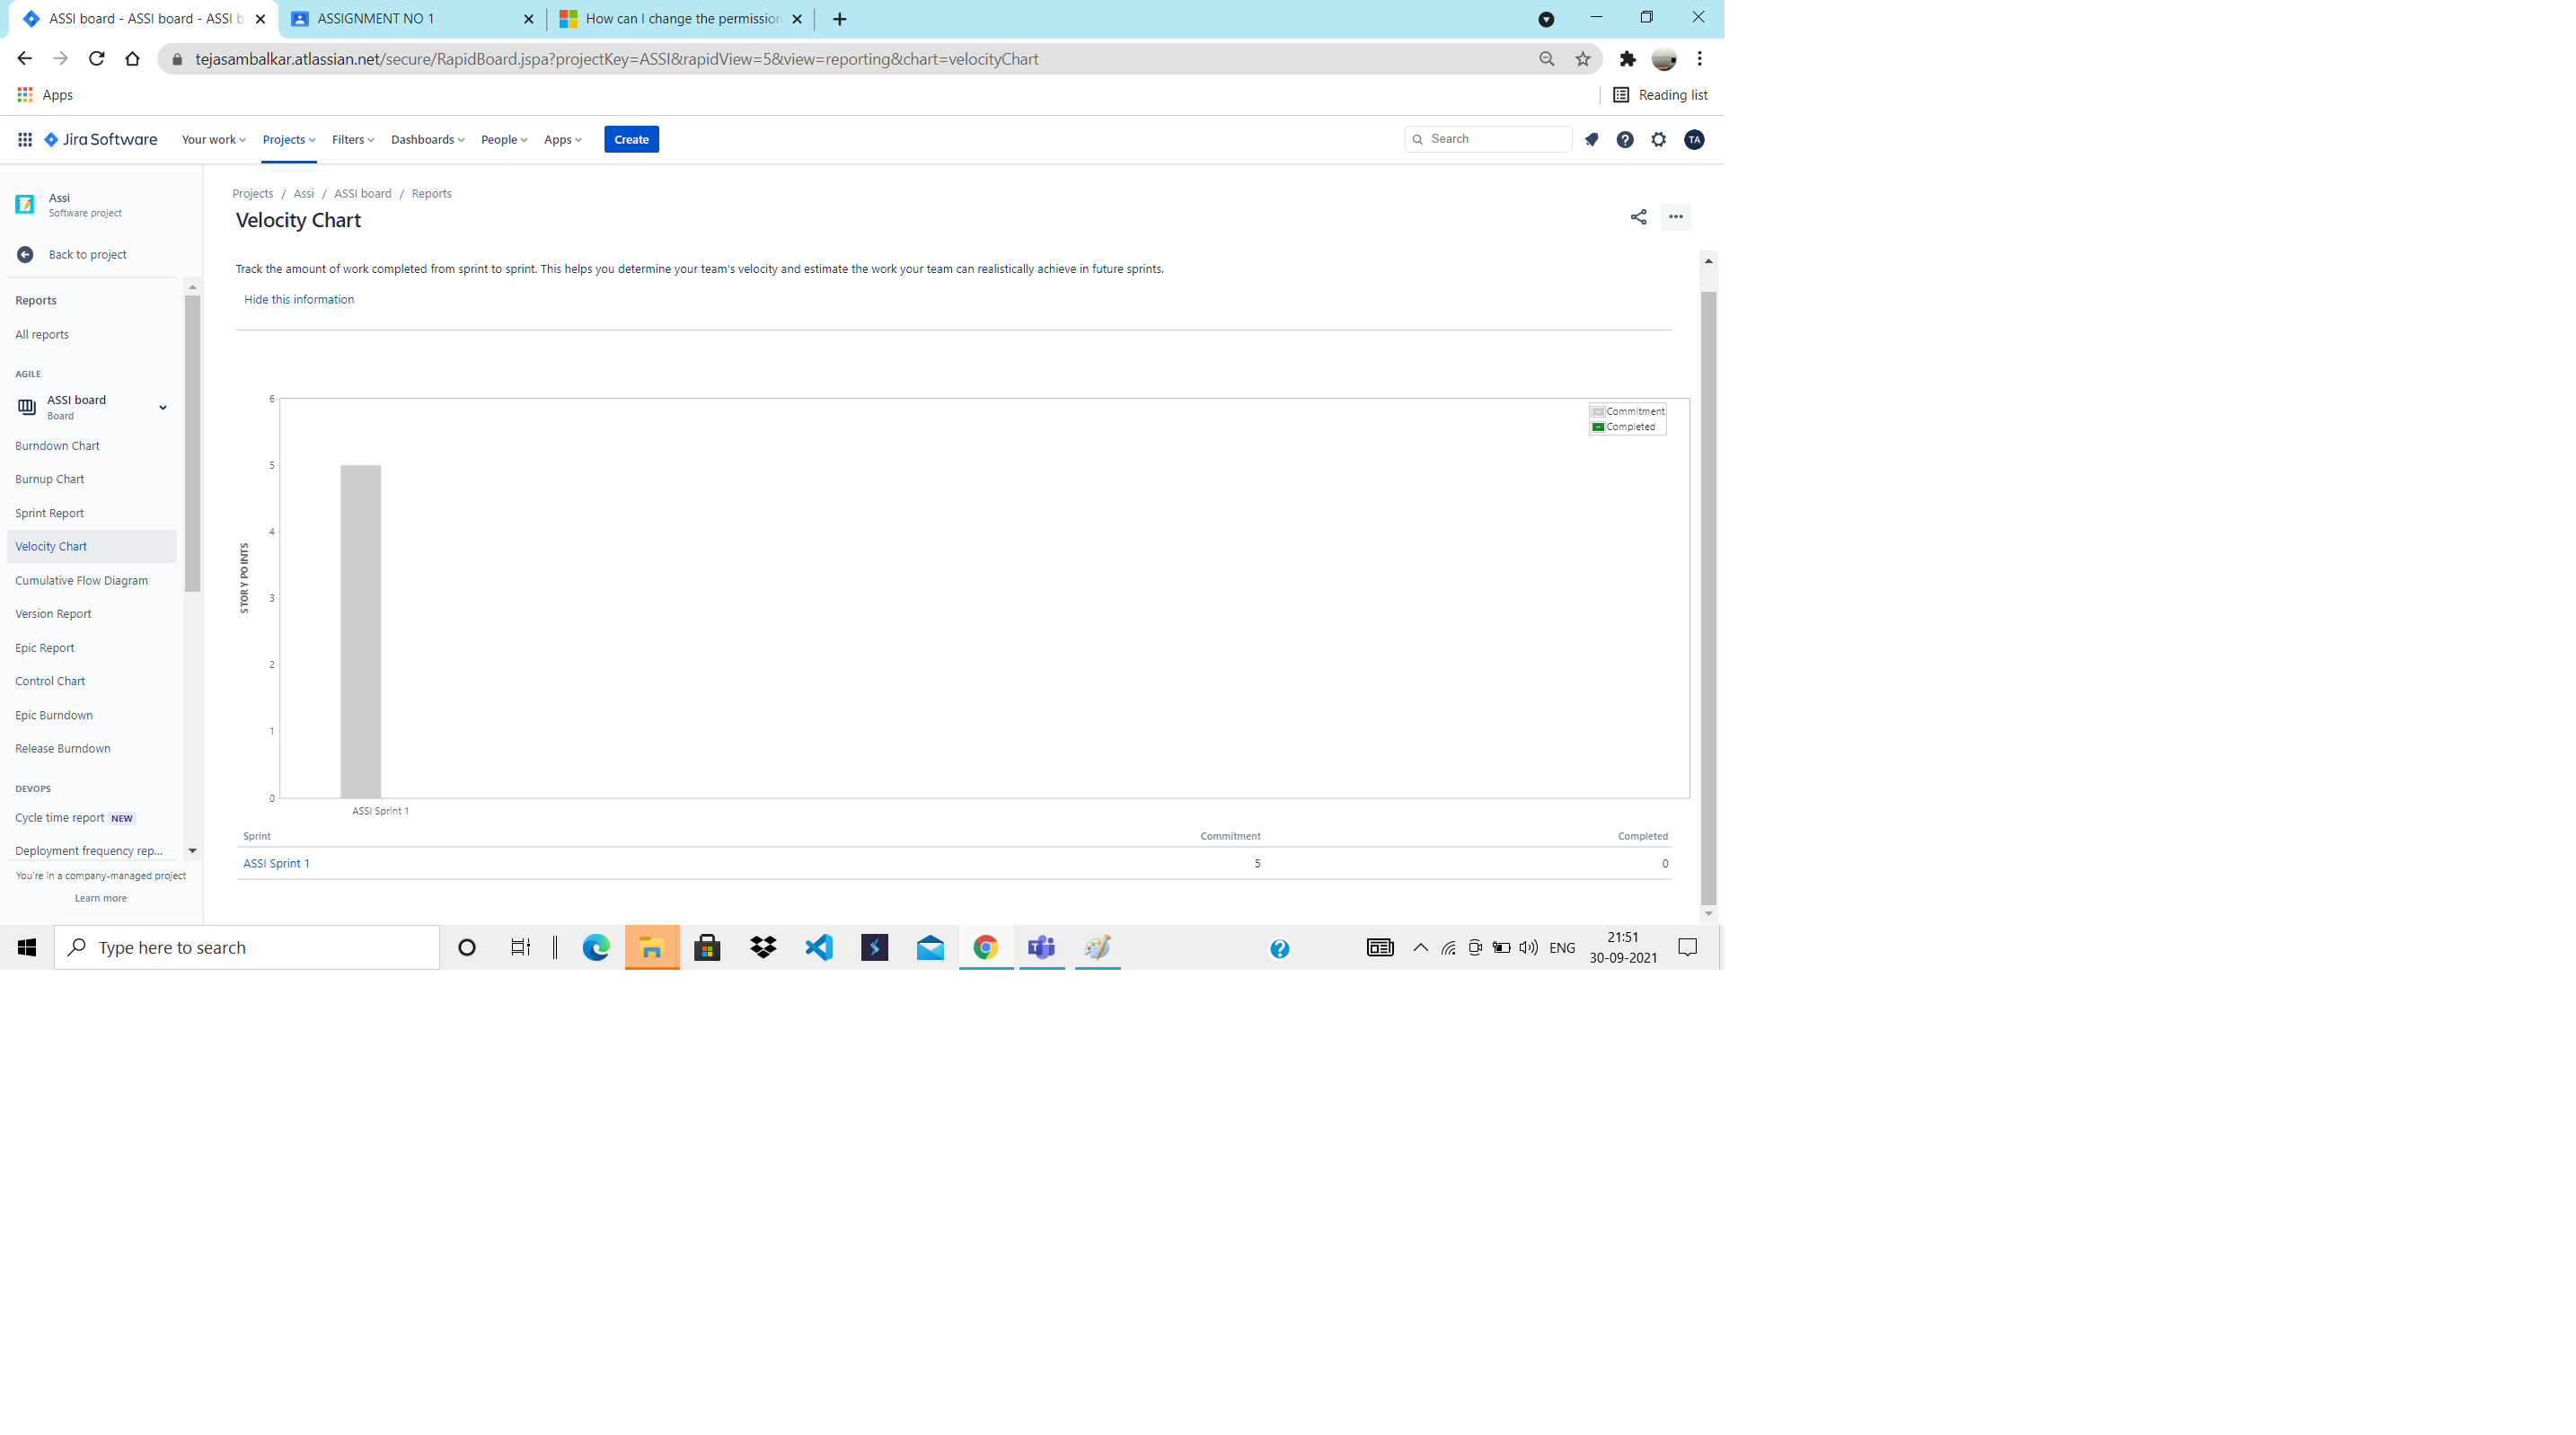 ASSI board - ASSI board - ASSI b
ASSIGNMENT NO 1
How can I change the permission
tejasambalkar.atlassian.net/secure/RapidBoard.jspa?projectKey=ASSI&rapidView=5&view=reporting&chart=velocityChart
Apps
Reading list
Jira Software
Your work
Projects
Filters
Dashboards
People
Apps
Create
Search
TA
Assi
Software project
Back to project
Reports
All reports
AGILE
ASSI board
Board
Burndown Chart
Burnup Chart
Sprint Report
Velocity Chart
Cumulative Flow Diagram
Version Report
Epic Report
Control Chart
Epic Burndown
Release Burndown
DEVOPS
Cycle time report NEW
Deployment frequency rep...
You're in a company-managed project
Learn more
Projects / Assi / ASSI board / Reports
Velocity Chart
Track the amount of work completed from sprint to sprint. This helps you determine your team's velocity and estimate the work your team can realistically achieve in future sprints.
Hide this information
STORY POINTS
6
5
4
3
2
1
0
Commitment
Completed
ASSI Sprint 1
Sprint Commitment Completed
ASSI Sprint 1 5 0
Type here to search
ENG
21:51
30-09-2021